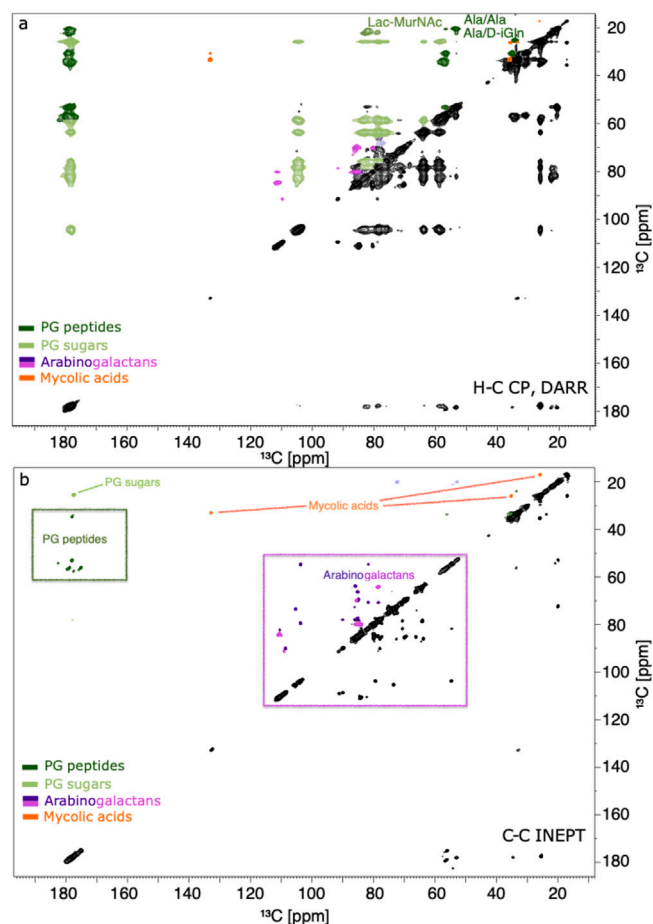 a
Lac-MurNAc
Ala/Ala
Ala/D-iGln
20
40
60
80
100
120
140
160
180
¹³C [ppm]
PG peptides
PG sugars
Arabinogalactans
Mycolic acids
H-C CP, DARR
180 160 140 120 100 80 60 40 20
¹³C [ppm]
b
PG sugars
Mycolic acids
PG peptides
Arabinogalactans
20
40
60
80
100
120
140
160
180
¹³C [ppm]
PG peptides
PG sugars
Arabinogalactans
Mycolic acids
C-C INEPT
180 160 140 120 100 80 60 40 20
¹³C [ppm]